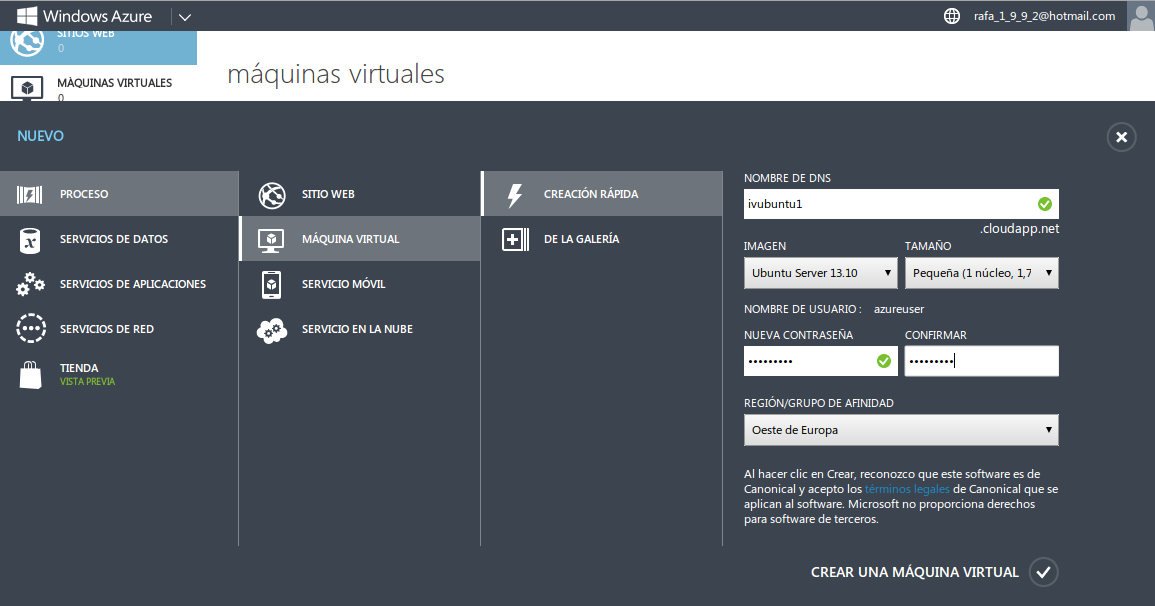 Windows Azure
rafa_1_9_9_2@hotmail.com
SITIOS WEB
0
MÁQUINAS VIRTUALES
0
máquinas virtuales
NUEVO
PROCESO
SERVICIOS DE DATOS
SERVICIOS DE APLICACIONES
SERVICIOS DE RED
TIENDA
VISTA PREVIA
SITIO WEB
MÁQUINA VIRTUAL
SERVICIO MÓVIL
SERVICIO EN LA NUBE
CREACIÓN RÁPIDA
DE LA GALERÍA
NOMBRE DE DNS
ivubuntu1
.cloudapp.net
IMAGEN
TAMAÑO
Ubuntu Server 13.10
Pequeña (1 núcleo, 1,7
NOMBRE DE USUARIO : azureuser
NUEVA CONTRASEÑA
CONFIRMAR
•••••••••
•••••••••
REGIÓN/GRUPO DE AFINIDAD
Oeste de Europa
Al hacer clic en Crear, reconozco que este software es de
Canonical y acepto los términos legales de Canonical que se
aplican al software. Microsoft no proporciona derechos
para software de terceros.
CREAR UNA MÁQUINA VIRTUAL